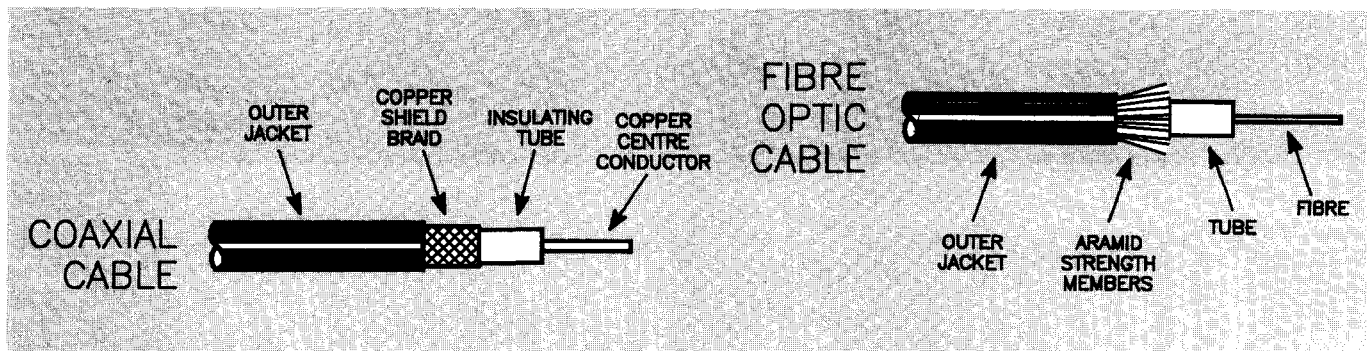 COAXIAL
CABLE
OUTER
JACKET
COPPER
SHIELD
BRAID
INSULATING
TUBE
COPPER
CENTRE
CONDUCTOR
FIBRE
OPTIC
CABLE
OUTER
JACKET
ARAMID
STRENGTH
MEMBERS
TUBE
FIBRE